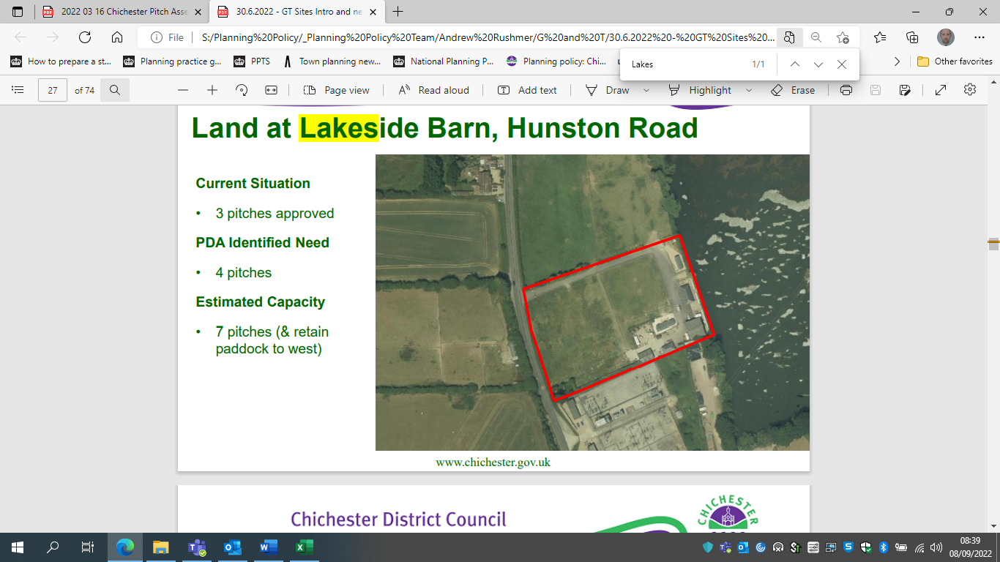 2022 03 16 Chichester Pitch Asse
30.6.2022 - GT Sites Intro and ne
File
S:/Planning%20Policy/_Planning%20Policy%20Team/Andrew%20Rushmer/G%20and%20T/30.6.2022%20-%20GT%20Sites%20...
How to prepare a st...
Planning practice g...
PPTS
Town planning new...
National Planning P...
Planning policy: Chi...
Other favorites
Lakes
1/1
27
of 74
Page view
Read aloud
Add text
Draw
Highlight
Erase
Land at Lakeside Barn, Hunston Road
Current Situation
• 3 pitches approved
PDA Identified Need
• 4 pitches
Estimated Capacity
• 7 pitches (& retain
paddock to west)
www.chichester.gov.uk
Chichester District Council
CHICHESTER
08:39
08/09/2022